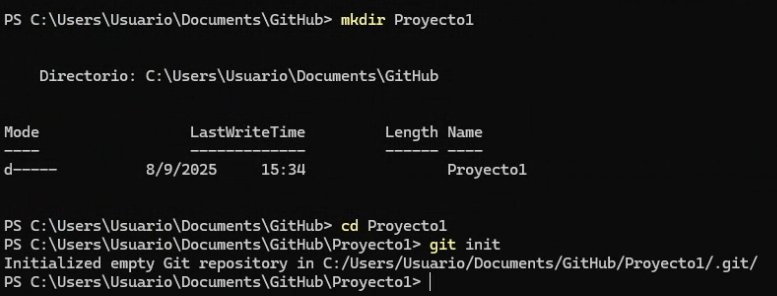 PS C:\Users\Usuario\Documents\GitHub> mkdir Proyecto1
Directorio: C:\Users\Usuario\Documents\GitHub
Mode LastWriteTime Length Name
---- ------------- ------ ----
d----- 8/9/2025 15:34 Proyecto1
PS C:\Users\Usuario\Documents\GitHub> cd Proyecto1
PS C:\Users\Usuario\Documents\GitHub\Proyecto1> git init
Initialized empty Git repository in C:/Users/Usuario/Documents/GitHub/Proyecto1/.git/
PS C:\Users\Usuario\Documents\GitHub\Proyecto1>